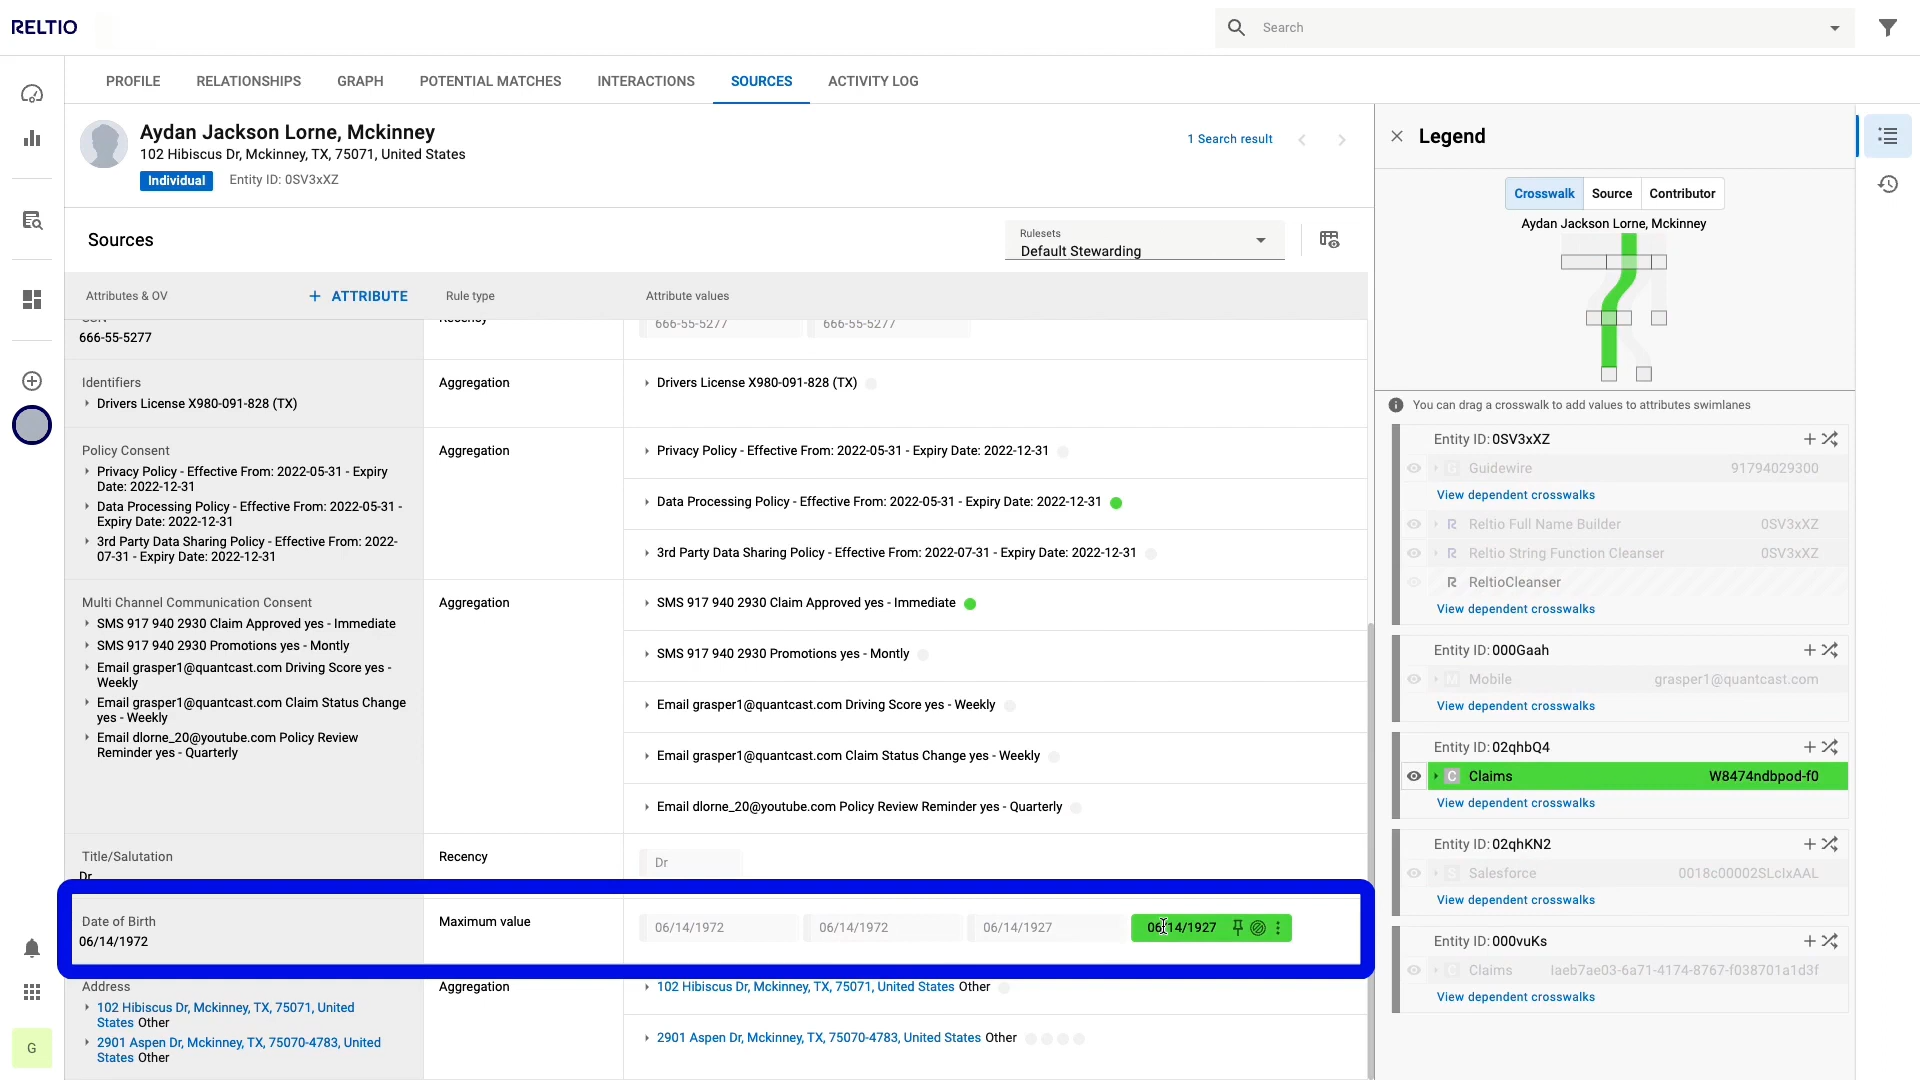 RELTIO
Search
PROFILE RELATIONSHIPS GRAPH POTENTIAL MATCHES INTERACTIONS SOURCES ACTIVITY LOG
Aydan Jackson Lorne, Mckinney
102 Hibiscus Dr, Mckinney, TX, 75071, United States
Individual Entity ID: 0SV3xXZ
1 Search result
Sources
Rulesets
Default Stewarding
Attributes & OV + ATTRIBUTE Rule type Attribute values
SSN Recency 666-55-5277 666-55-5277
666-55-5277
Identifiers Aggregation Drivers License X980-091-828 (TX)
Drivers License X980-091-828 (TX)
Policy Consent Aggregation
Privacy Policy - Effective From: 2022-05-31 - Expiry
Date: 2022-12-31
Data Processing Policy - Effective From: 2022-05-31 -
Expiry Date: 2022-12-31
3rd Party Data Sharing Policy - Effective From: 2022-
07-31 - Expiry Date: 2022-12-31
Privacy Policy - Effective From: 2022-05-31 - Expiry Date: 2022-12-31
Data Processing Policy - Effective From: 2022-05-31 - Expiry Date: 2022-12-31
3rd Party Data Sharing Policy - Effective From: 2022-07-31 - Expiry Date: 2022-12-31
Multi Channel Communication Consent Aggregation
SMS 917 940 2930 Claim Approved yes - Immediate
SMS 917 940 2930 Promotions yes - Montly
Email grasper1@quantcast.com Driving Score yes -
Weekly
Email grasper1@quantcast.com Claim Status Change
yes - Weekly
Email dlorne_20@youtube.com Policy Review
Reminder yes - Quarterly
SMS 917 940 2930 Claim Approved yes - Immediate
SMS 917 940 2930 Promotions yes - Montly
Email grasper1@quantcast.com Driving Score yes - Weekly
Email grasper1@quantcast.com Claim Status Change yes - Weekly
Email dlorne_20@youtube.com Policy Review Reminder yes - Quarterly
Title/Salutation Recency Dr
Dr
Date of Birth Maximum value 06/14/1972 06/14/1972 06/14/1927 06/14/1927
06/14/1972
Address Aggregation
102 Hibiscus Dr, Mckinney, TX, 75071, United
States Other
2901 Aspen Dr, Mckinney, TX, 75070-4783, United
States Other
102 Hibiscus Dr, Mckinney, TX, 75071, United States Other
2901 Aspen Dr, Mckinney, TX, 75070-4783, United States Other
Legend
Crosswalk Source Contributor
Aydan Jackson Lorne, Mckinney
You can drag a crosswalk to add values to attributes swimlanes
Entity ID: 0SV3xXZ
G Guidewire 91794029300
View dependent crosswalks
R Reltio Full Name Builder 0SV3xXZ
R Reltio String Function Cleanser 0SV3xXZ
R ReltioCleanser
View dependent crosswalks
Entity ID: 000Gaah
M Mobile grasper1@quantcast.com
View dependent crosswalks
Entity ID: 02qhbQ4
C Claims W8474ndbpod-f0
View dependent crosswalks
Entity ID: 02qhKN2
S Salesforce 0018c00002SLcIxAAL
View dependent crosswalks
Entity ID: 000vuKs
C Claims Iaeb7ae03-6a71-4174-8767-f038701a1d3f
View dependent crosswalks
G